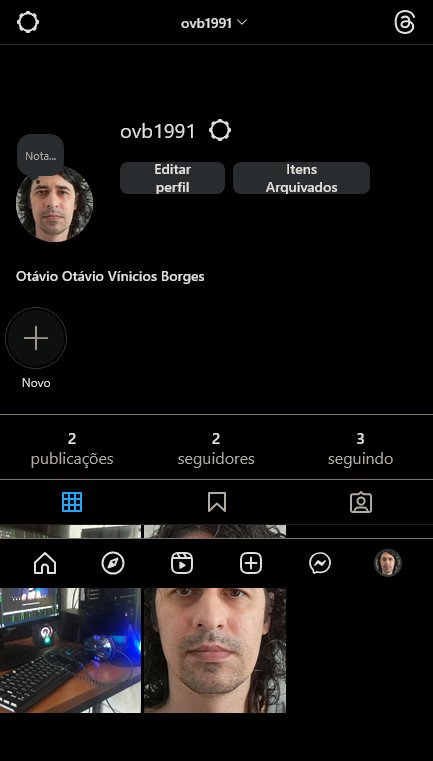 ovb1991
ovb1991
Nota...
Editar
perfil
Itens
Arquivados
Otávio Otávio Vínicios Borges
Novo
2
publicações
2
seguidores
3
seguindo